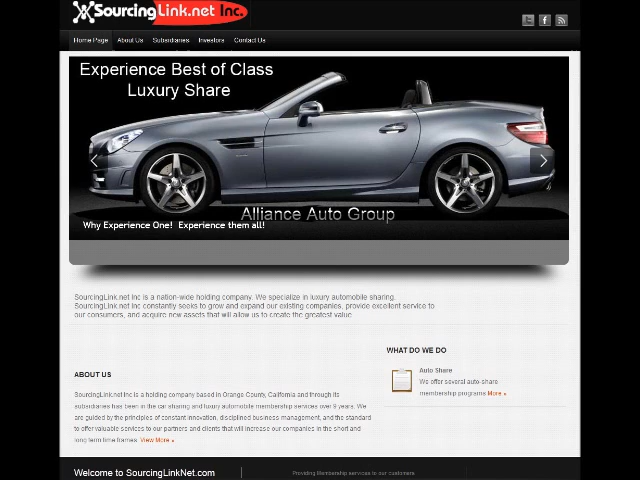 SourcingLink.net Inc.
Home Page About Us Subsidiaries Investors Contact Us
Experience Best of Class
Luxury Share
Alliance Auto Group
Why Experience One! Experience them all!
SourcingLink.net Inc is a nation-wide holding company. We specialize in luxury automobile sharing.
SourcingLink.net Inc constantly seeks to grow and expand our existing companies, provide excellent service to
our consumers, and acquire new assets that will allow us to create the greatest value.
WHAT DO WE DO
Auto Share
We offer several auto-share
membership programs More
ABOUT US
SourcingLink.net Inc is a holding company based in Orange County, California and through its
subsidiaries has been in the car sharing and luxury automobile membership services over 9 years. We
are guided by the principles of constant innovation, disciplined business management, and the standard
to offer valuable services to our partners and clients that will increase our companies in the short and
long term time frames. View More
Welcome to SourcingLinkNet.com
Providing Membership services to our customers